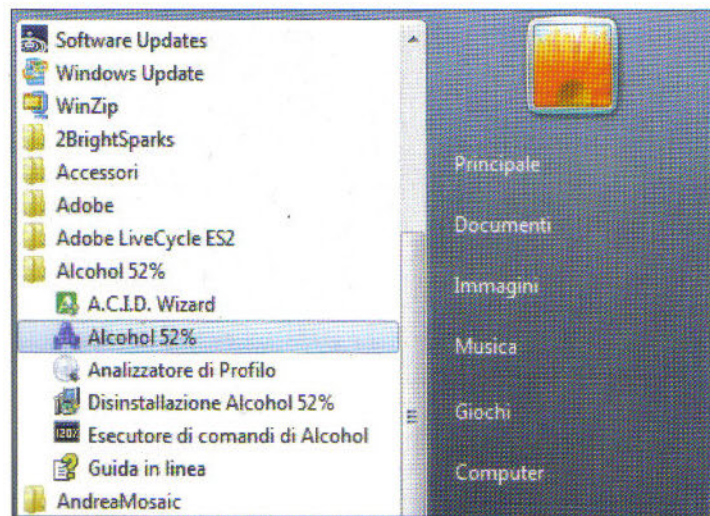 Software Updates
Windows Update
WinZip
2BrightSparks
Accessori
Adobe
Adobe LiveCycle ES2
Alcohol 52%
A.C.I.D. Wizard
Alcohol 52%
Analizzatore di Profilo
Disinstallazione Alcohol 52%
120%
Esecutore di comandi di Alcohol
Guida in linea
AndreaMosaic
Principale
Documenti
Immagini
Musica
Giochi
Computer